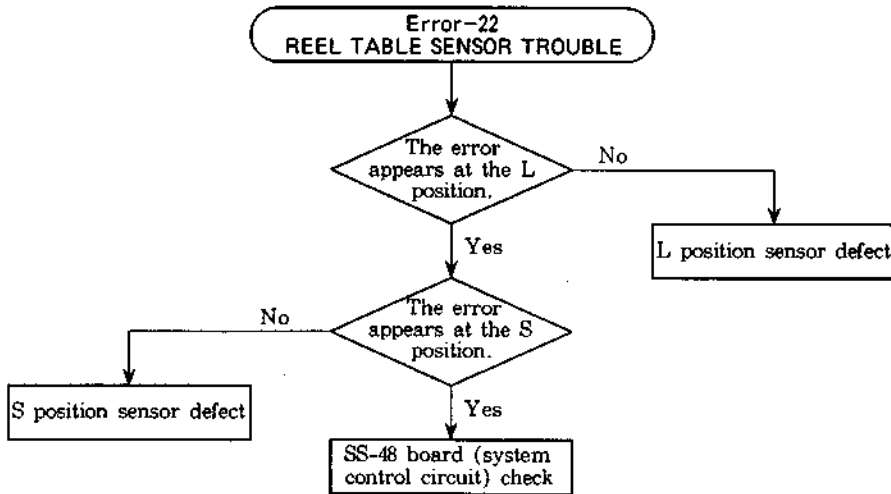 Error-22
REEL TABLE SENSOR TROUBLE
The error
appears at the L
position.
No
L position sensor defect
Yes
The error
appears at the S
position.
No
S position sensor defect
Yes
SS-48 board (system
control circuit) check